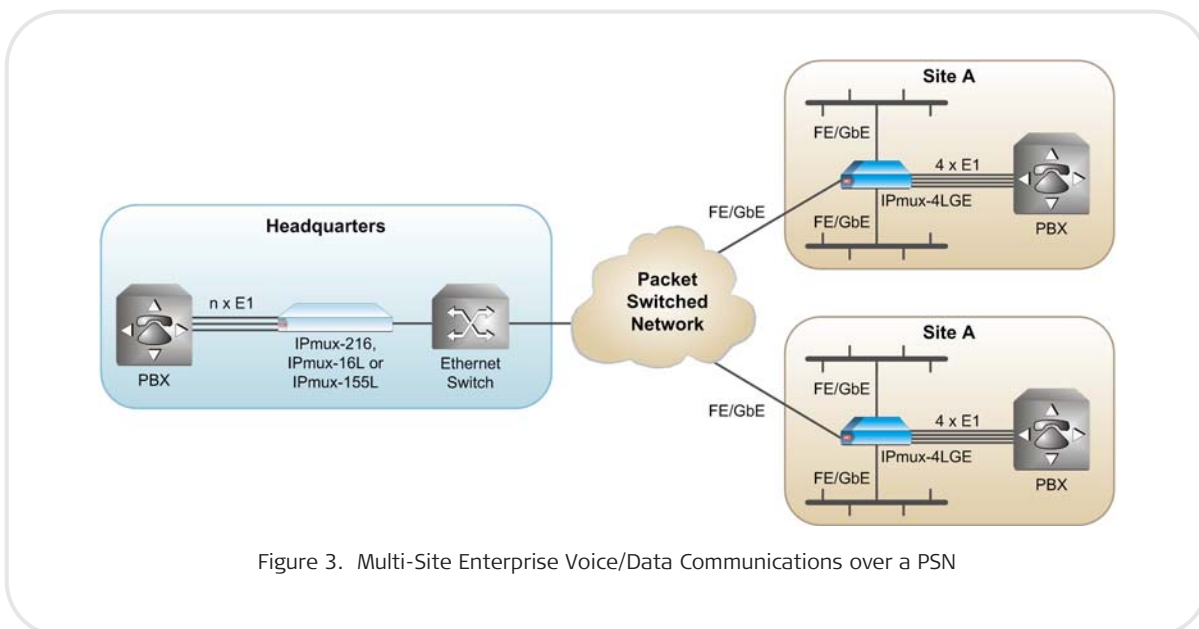 Headquarters
n x E1
PBX
IPmux-216,
IPmux-16L or
IPmux-155L
Ethernet
Switch
Packet
Switched
Network
FE/GbE
FE/GbE
Site A
FE/GbE
4 x E1
IPmux-4LGE
FE/GbE
PBX
Site A
FE/GbE
4 x E1
IPmux-4LGE
FE/GbE
PBX
Figure 3. Multi-Site Enterprise Voice/Data Communications over a PSN